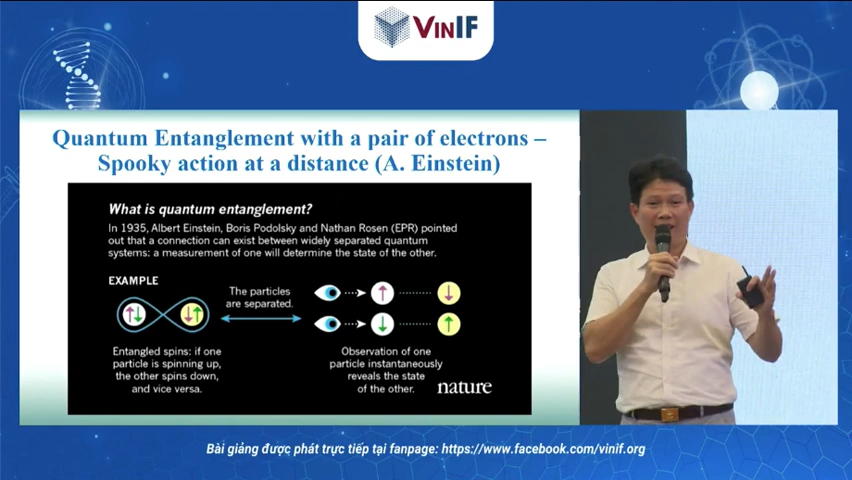 VINIF
Quantum Entanglement with a pair of electrons –
Spooky action at a distance (A. Einstein)
What is quantum entanglement?
In 1935, Albert Einstein, Boris Podolsky and Nathan Rosen (EPR) pointed
out that a connection can exist between widely separated quantum
systems: a measurement of one will determine the state of the other.
EXAMPLE
The particles
are separated.
Entangled spins: if one
particle is spinning up,
the other spins down,
and vice versa.
Observation of one
particle instantaneously
reveals the state
of the other.
nature
Bài giảng được phát trực tiếp tại fanpage: https://www.facebook.com/vinif.org